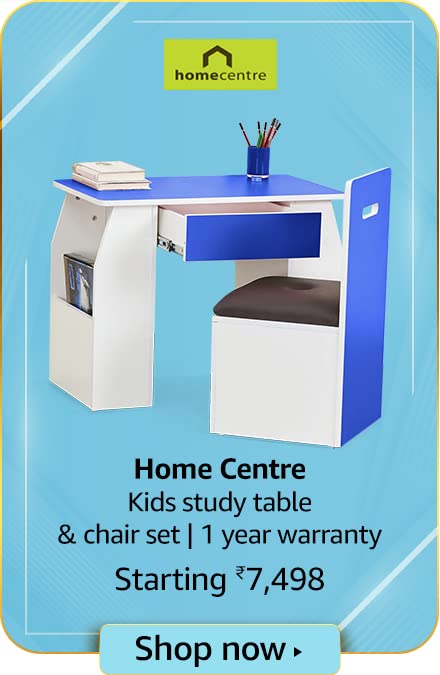 homecentre
Home Centre
Kids study table
& chair set | 1 year warranty
Starting ₹7,498
Shop now